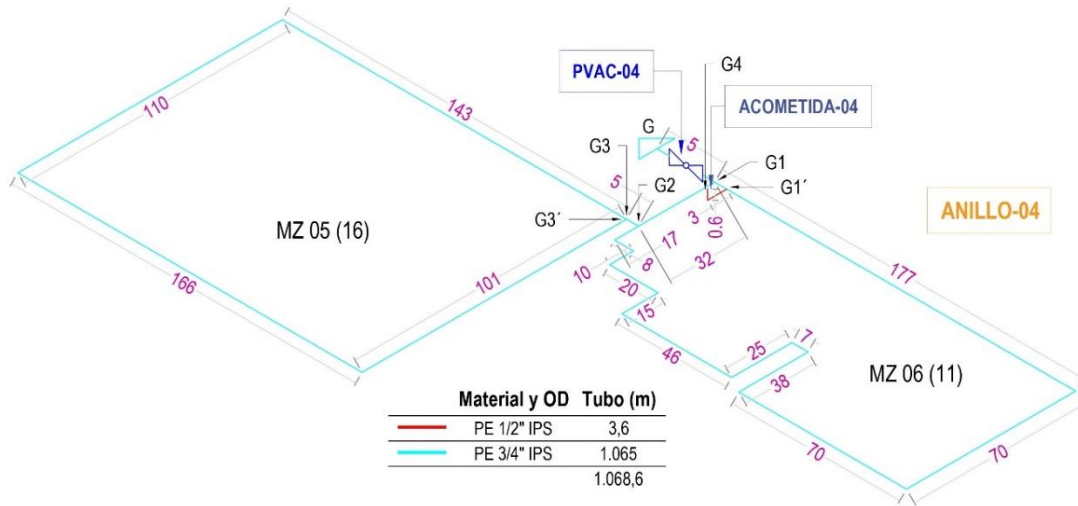 PVAC-04
G4
ACOMETIDA-04
G
5
G1
G1´
ANILLO-04
110
143
G3
5
G2
G3´
MZ 05 (16)
166
101
3
0.6
17
32
8
10
20
15
46
25
7
38
177
MZ 06 (11)
70
70
Material y OD Tubo (m)
PE 1/2" IPS 3,6
PE 3/4" IPS 1.065
1.068,6